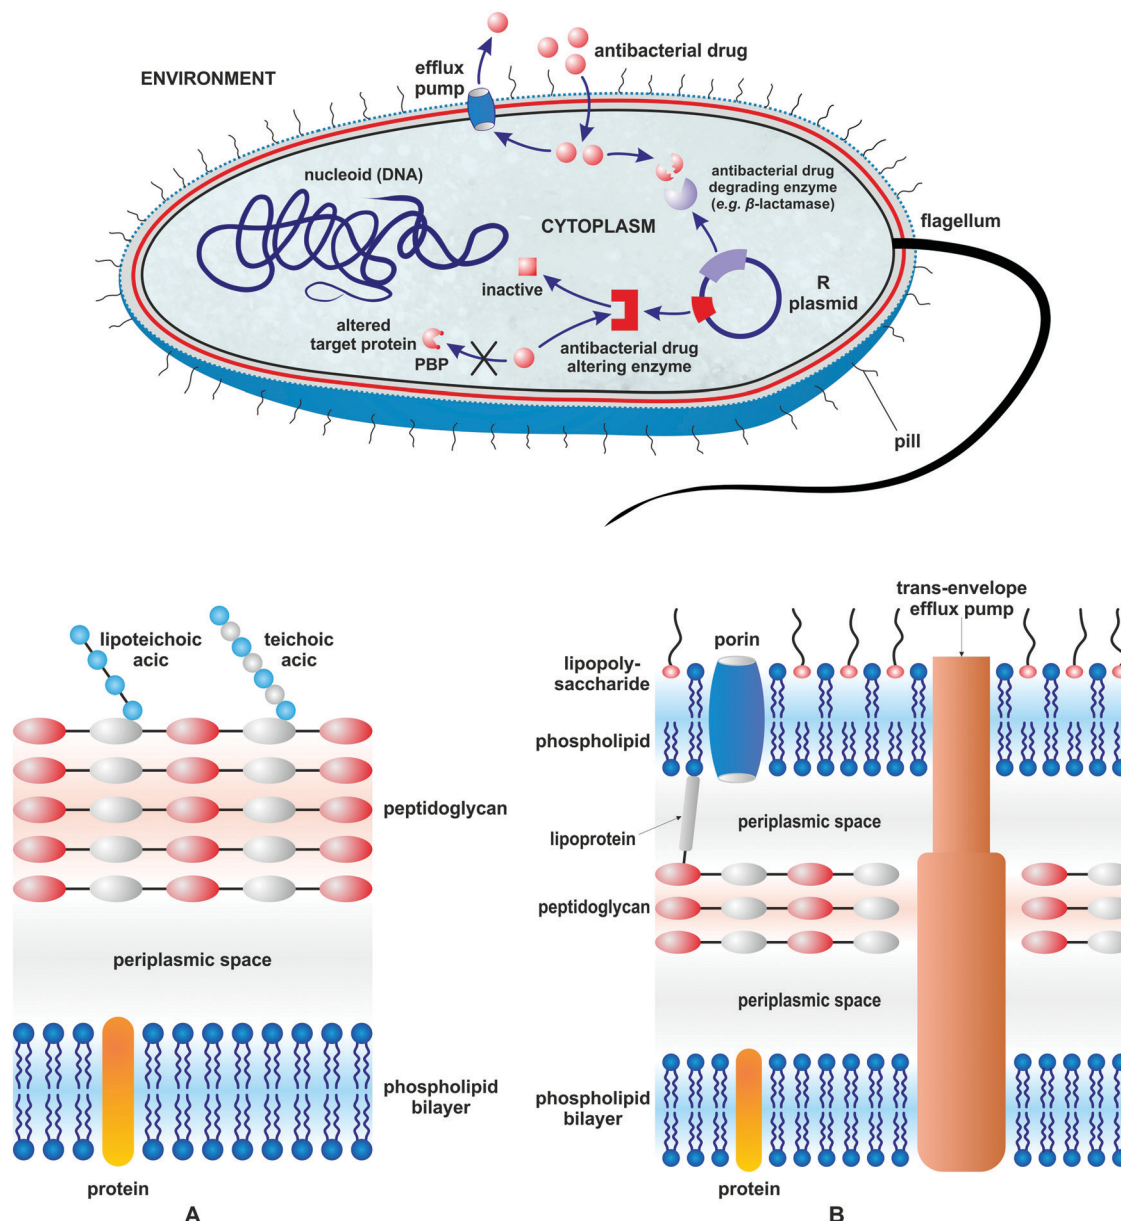 antibacterial drug
ENVIRONMENT
efflux
pump
nucleoid (DNA)
antibacterial drug
degrading enzyme
(e.g. β-lactamase)
CYTOPLASM
flagellum
inactive
R
plasmid
altered
target protein
PBP
antibacterial drug
altering enzyme
pill
lipoteichoic
acic
teichoic
acic
peptidoglycan
periplasmic space
phospholipid
bilayer
protein
A
trans-envelope
efflux pump
porin
lipopoly-
saccharide
phospholipid
periplasmic space
lipoprotein
peptidoglycan
periplasmic space
phospholipid
bilayer
protein
B